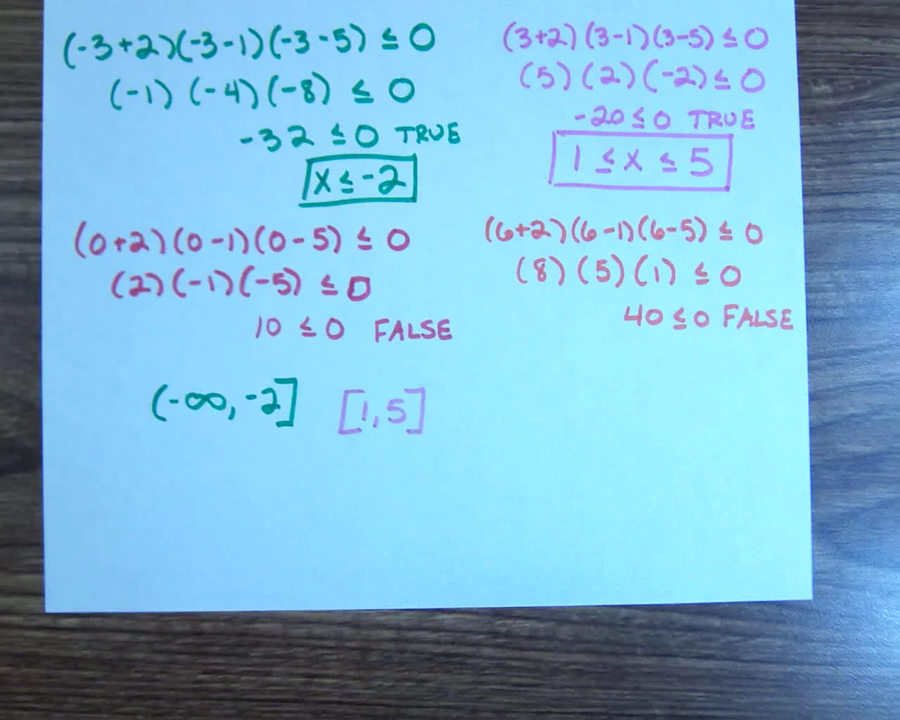 (-3+2)(-3-1)(-3-5) ≤ 0
(-1) (-4)(-8) ≤ 0
-32 ≤ 0 TRUE
x ≤ -2
(3+2)(3-1)(3-5) ≤ 0
(5)(2)(-2) ≤ 0
-20 ≤ 0 TRUE
1 ≤ x ≤ 5
(0+2)(0-1)(0-5) ≤ 0
(2)(-1)(-5) ≤ 0
10 ≤ 0 FALSE
(6+2)(6-1)(6-5) ≤ 0
(8)(5)(1) ≤ 0
40 ≤ 0 FALSE
(-∞, -2] [1, 5]